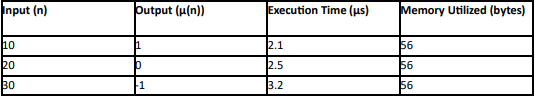 Input (n) Output (μ(n)) Execution Time (μs) Memory Utilized (bytes)
10 1 2.1 56
20 0 2.5 56
30 -1 3.2 56